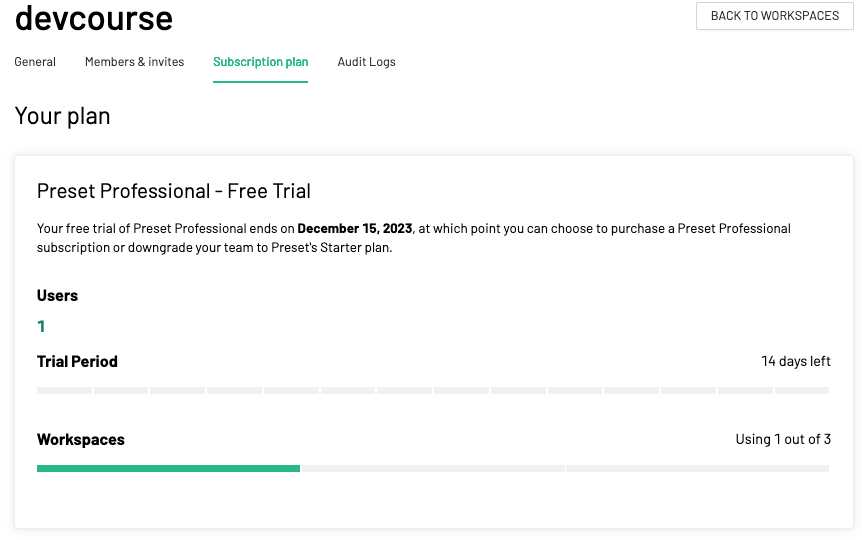 devcourse
BACK TO WORKSPACES
General
Members & invites
Subscription plan
Audit Logs
Your plan
Preset Professional - Free Trial
Your free trial of Preset Professional ends on December 15, 2023, at which point you can choose to purchase a Preset Professional
subscription or downgrade your team to Preset's Starter plan.
Users
1
Trial Period
14 days left
Workspaces
Using 1 out of 3